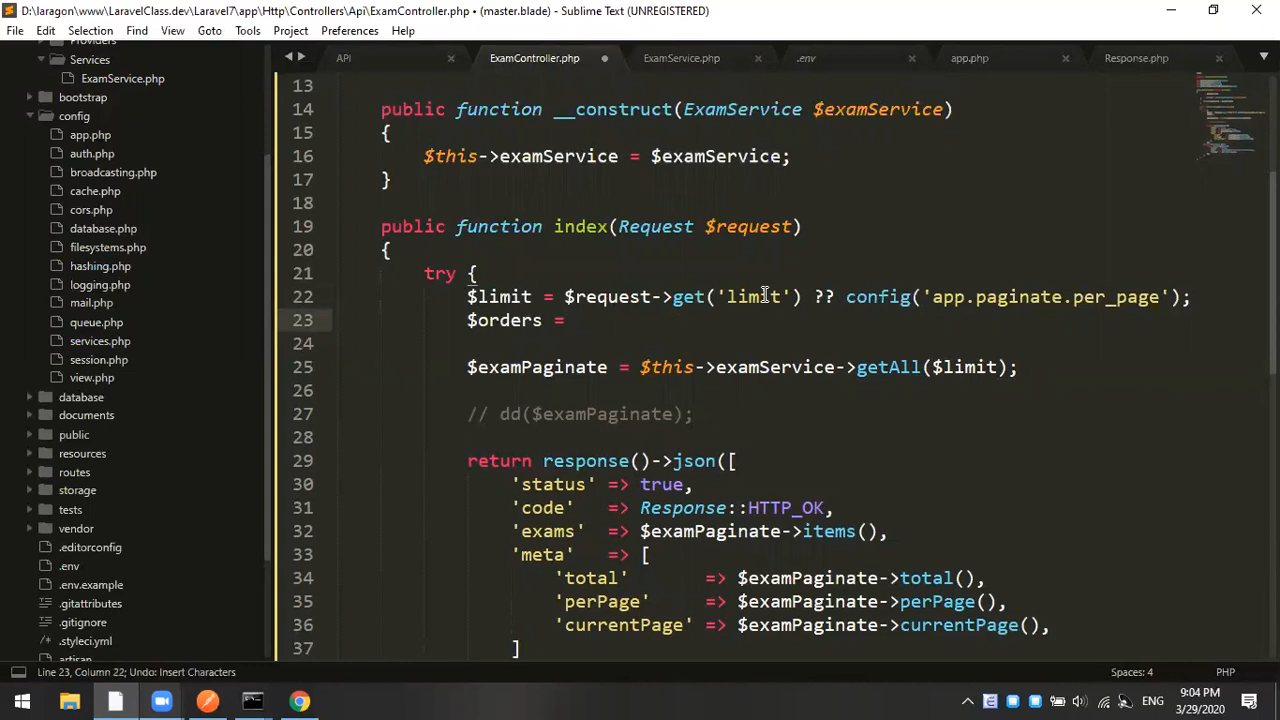 D:\laragon\www\LaravelClass.dev\Laravel7\app\Http\Controllers\Api\ExamController.php • (master.blade) - Sublime Text (UNREGISTERED)
File Edit Selection Find View Goto Tools Project Preferences Help
Providers
Services
ExamService.php
bootstrap
config
app.php
auth.php
broadcasting.php
cache.php
cors.php
database.php
filesystems.php
hashing.php
logging.php
mail.php
queue.php
services.php
session.php
view.php
database
documents
public
resources
routes
storage
tests
vendor
.editorconfig
.env
.env.example
.gitattributes
.gitignore
.styleci.yml
artisan
API ExamController.php ExamService.php .env app.php Response.php
13
14 public function __construct(ExamService $examService)
15 {
16 $this->examService = $examService;
17 }
18
19 public function index(Request $request)
20 {
21 try {
22 $limit = $request->get('limit') ?? config('app.paginate.per_page');
23 $orders =
24
25 $examPaginate = $this->examService->getAll($limit);
26
27 // dd($examPaginate);
28
29 return response()->json([
30 'status' => true,
31 'code' => Response::HTTP_OK,
32 'exams' => $examPaginate->items(),
33 'meta' => [
34 'total' => $examPaginate->total(),
35 'perPage' => $examPaginate->perPage(),
36 'currentPage' => $examPaginate->currentPage(),
37 ]
Line 23, Column 22; Undo: Insert Characters Spaces: 4 PHP
ENG 9:04 PM
3/29/2020